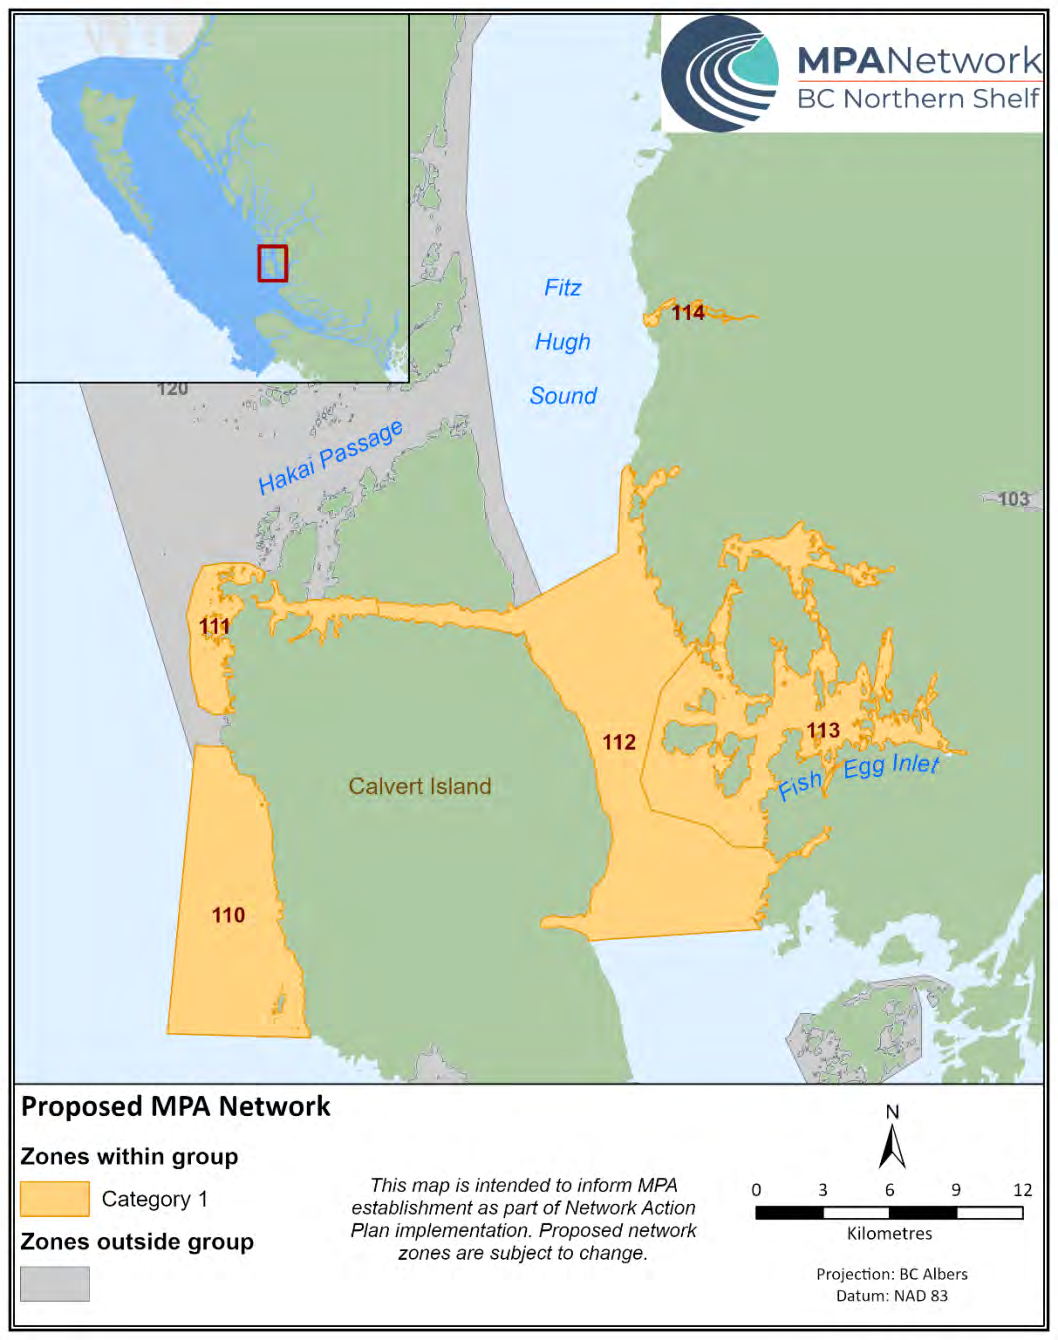 MPANetwork
BC Northern Shelf
Fitz
Hugh
Sound
114
120
Hakai Passage
103
111
112
113
Fish Egg Inlet
Calvert Island
110
Proposed MPA Network
Zones within group
Category 1
Zones outside group
This map is intended to inform MPA
establishment as part of Network Action
Plan implementation. Proposed network
zones are subject to change.
N
0 3 6 9 12
Kilometres
Projection: BC Albers
Datum: NAD 83